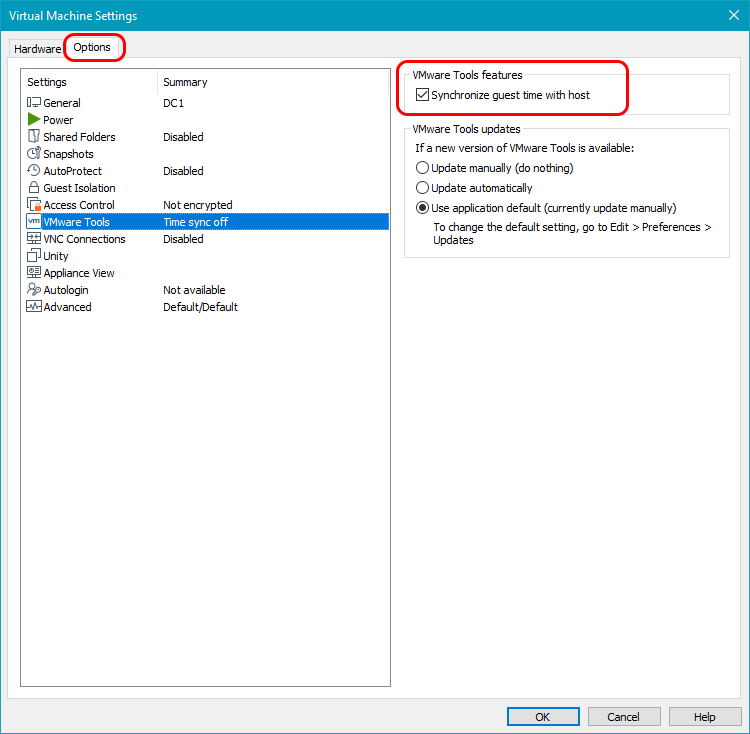 Virtual Machine Settings
Hardware Options
Settings Summary
General DC1
Power
Shared Folders Disabled
Snapshots
AutoProtect Disabled
Guest Isolation
Access Control Not encrypted
vm VMware Tools Time sync off
VNC Connections Disabled
Unity
Appliance View
Autologin Not available
Advanced Default/Default
VMware Tools features
Synchronize guest time with host
VMware Tools updates
If a new version of VMware Tools is available:
Update manually (do nothing)
Update automatically
Use application default (currently update manually)
To change the default setting, go to Edit > Preferences >
Updates
OK Cancel Help